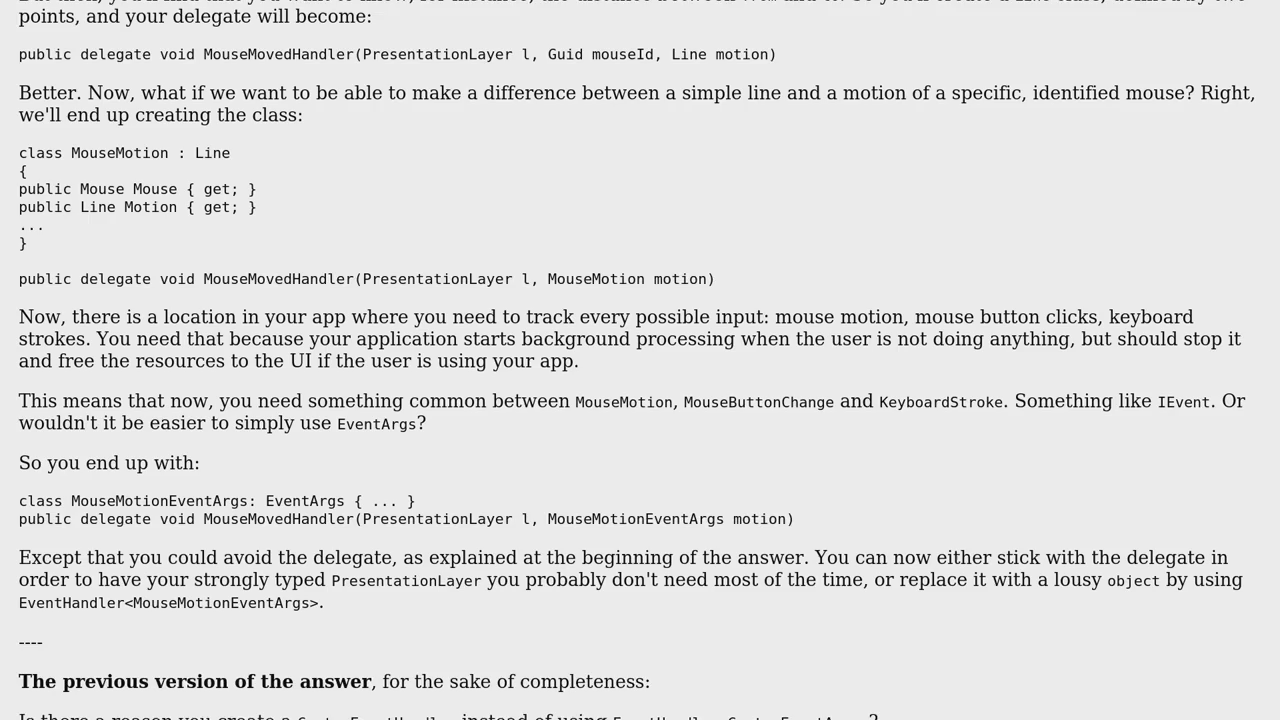 points, and your delegate will become:
public delegate void MouseMovedHandler(PresentationLayer l, Guid mouseId, Line motion)
Better. Now, what if we want to be able to make a difference between a simple line and a motion of a specific, identified mouse? Right,
we'll end up creating the class:
class MouseMotion : Line
{
public Mouse Mouse { get; }
public Line Motion { get; }
...
}
public delegate void MouseMovedHandler(PresentationLayer l, MouseMotion motion)
Now, there is a location in your app where you need to track every possible input: mouse motion, mouse button clicks, keyboard
strokes. You need that because your application starts background processing when the user is not doing anything, but should stop it
and free the resources to the UI if the user is using your app.
This means that now, you need something common between MouseMotion, MouseButtonChange and KeyboardStroke. Something like IEvent. Or
wouldn't it be easier to simply use EventArgs?
So you end up with:
class MouseMotionEventArgs: EventArgs { ... }
public delegate void MouseMovedHandler(PresentationLayer l, MouseMotionEventArgs motion)
Except that you could avoid the delegate, as explained at the beginning of the answer. You can now either stick with the delegate in
order to have your strongly typed PresentationLayer you probably don't need most of the time, or replace it with a lousy object by using
EventHandler<MouseMotionEventArgs>.
----
The previous version of the answer, for the sake of completeness: